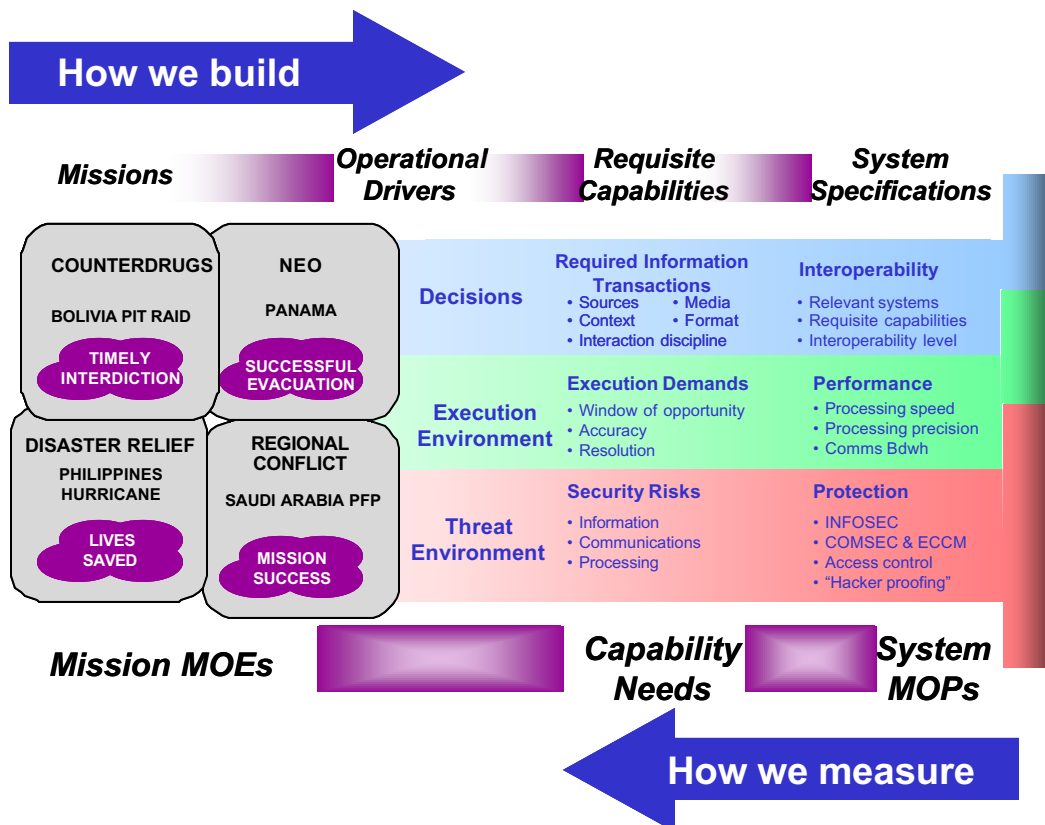 How we build
Missions
Operational
Drivers
Requisite
Capabilities
System
Specifications
COUNTERDRUGS
BOLIVIA PIT RAID
TIMELY
INTERDICTION
NEO
PANAMA
SUCCESSFUL
EVACUATION
DISASTER RELIEF
PHILIPPINES
HURRICANE
LIVES
SAVED
REGIONAL
CONFLICT
SAUDI ARABIA PFP
MISSION
SUCCESS
Decisions
Required Information
Transactions
• Sources • Media
• Context • Format
• Interaction discipline
Interoperability
• Relevant systems
• Requisite capabilities
• Interoperability level
Execution
Environment
Execution Demands
• Window of opportunity
• Accuracy
• Resolution
Performance
• Processing speed
• Processing precision
• Comms Bdwh
Threat
Environment
Security Risks
• Information
• Communications
• Processing
Protection
• INFOSEC
• COMSEC & ECCM
• Access control
• “Hacker proofing”
Mission MOEs
Capability
Needs
System
MOPs
How we measure